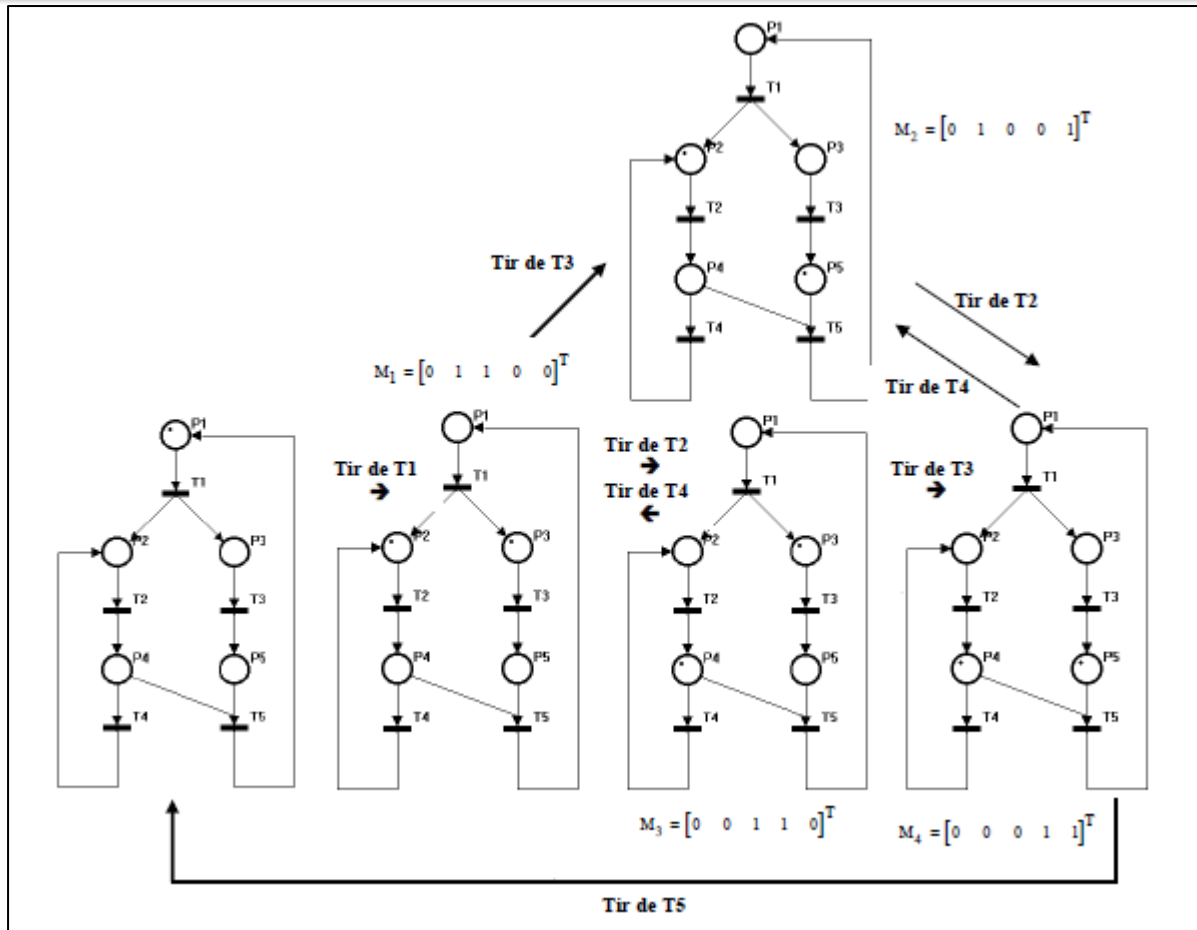 P1
T1
M2 = [0 1 0 0 1]T
P2 P3
T2 T3
Tir de T3
P4 P5
Tir de T2
T4 T5
M1 = [0 1 1 0 0]T
Tir de T4
P1 P1 P1 P1
Tir de T1
Tir de T2
Tir de T3
Tir de T4
T1 T1 T1 T1
P2 P3 P2 P3 P2 P3 P2 P3
T2 T3 T2 T3 T2 T3 T2 T3
P4 P5 P4 P5 P4 P5 P4 P5
T4 T5 T4 T5 T4 T5 T4 T5
M3 = [0 0 1 1 0]T
M4 = [0 0 0 1 1]T
Tir de T5